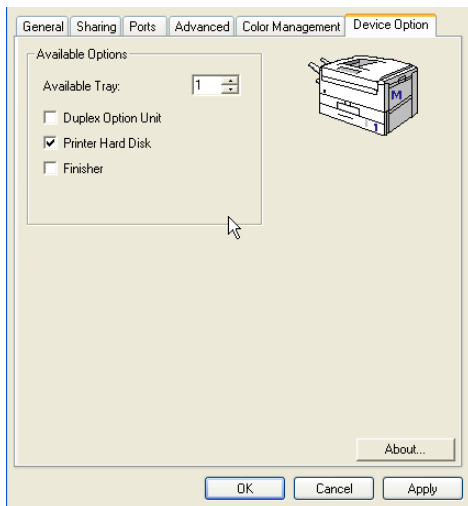 General Sharing Ports Advanced Color Management Device Option
Available Options
Available Tray: 1
Duplex Option Unit
Printer Hard Disk
Finisher
M
1
About...
OK Cancel Apply